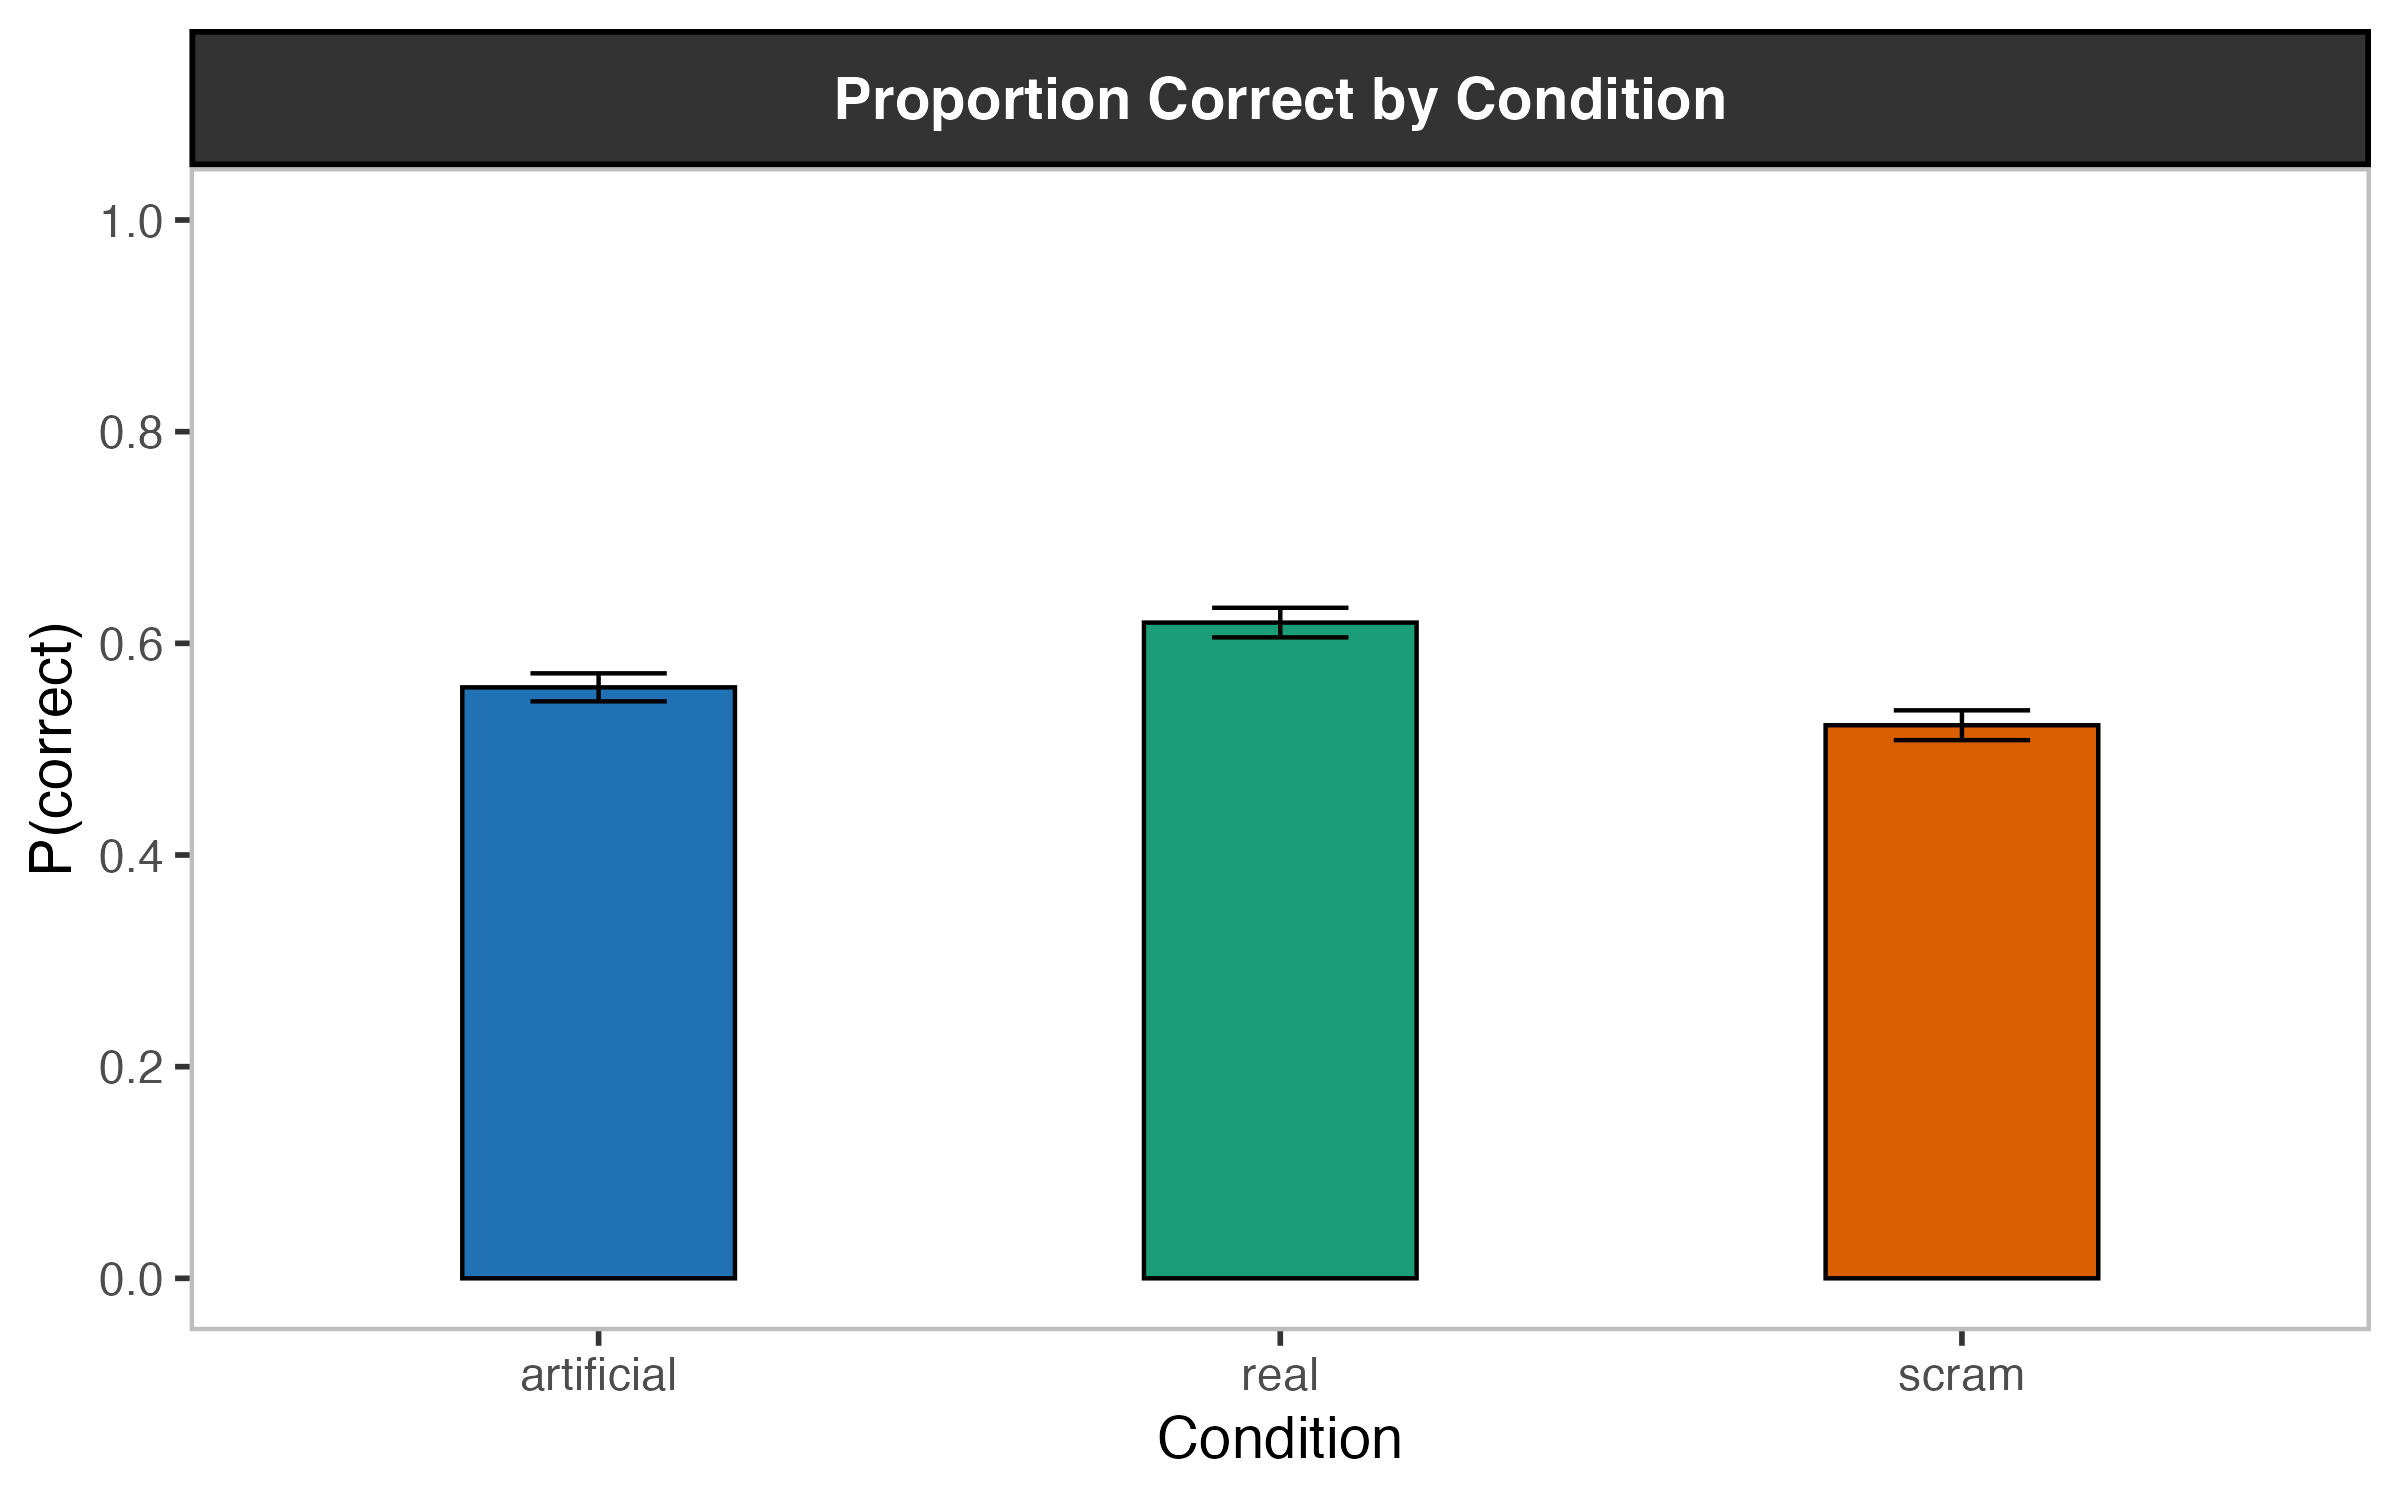 Proportion Correct by Condition
1.0
0.8
0.6
0.4
0.2
0.0
P(correct)
artificial
real
scram
Condition